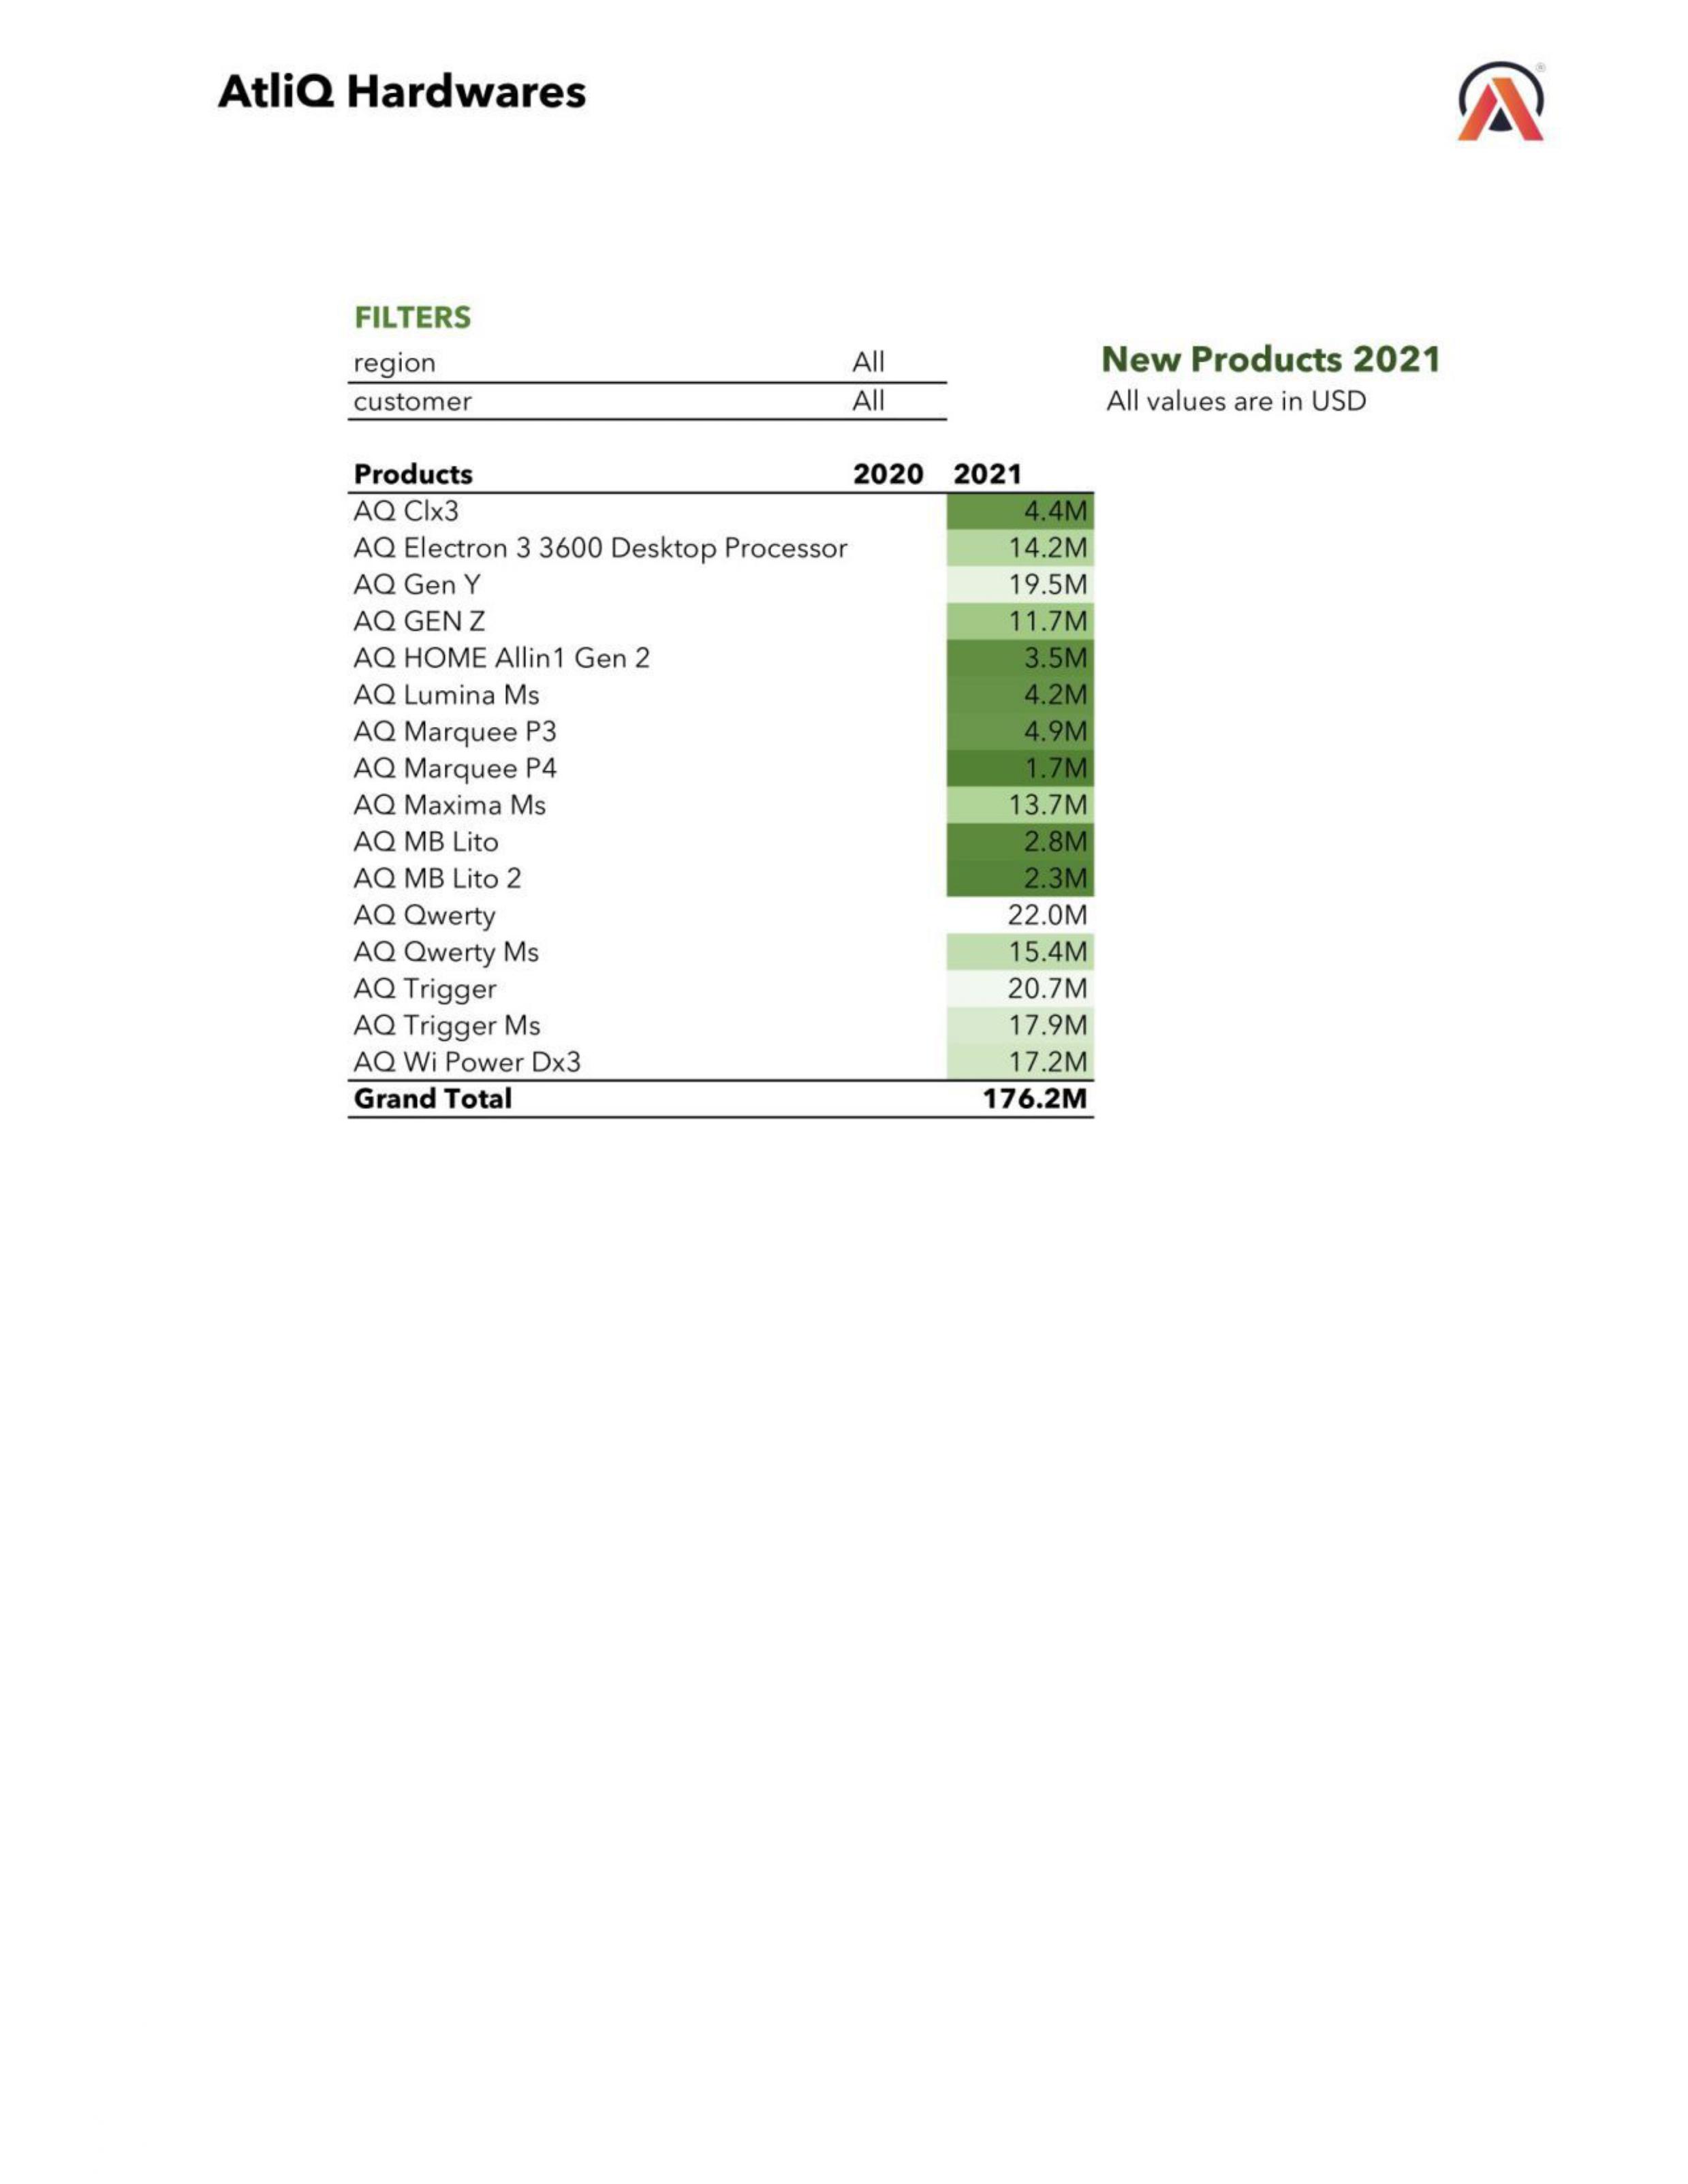 AtliQ Hardwares
FILTERS
region All
customer All
New Products 2021
All values are in USD
Products 2020 2021
AQ Clx3 4.4M
AQ Electron 3 3600 Desktop Processor 14.2M
AQ Gen Y 19.5M
AQ GEN Z 11.7M
AQ HOME Allin1 Gen 2 3.5M
AQ Lumina Ms 4.2M
AQ Marquee P3 4.9M
AQ Marquee P4 1.7M
AQ Maxima Ms 13.7M
AQ MB Lito 2.8M
AQ MB Lito 2 2.3M
AQ Qwerty 22.0M
AQ Qwerty Ms 15.4M
AQ Trigger 20.7M
AQ Trigger Ms 17.9M
AQ Wi Power Dx3 17.2M
Grand Total 176.2M